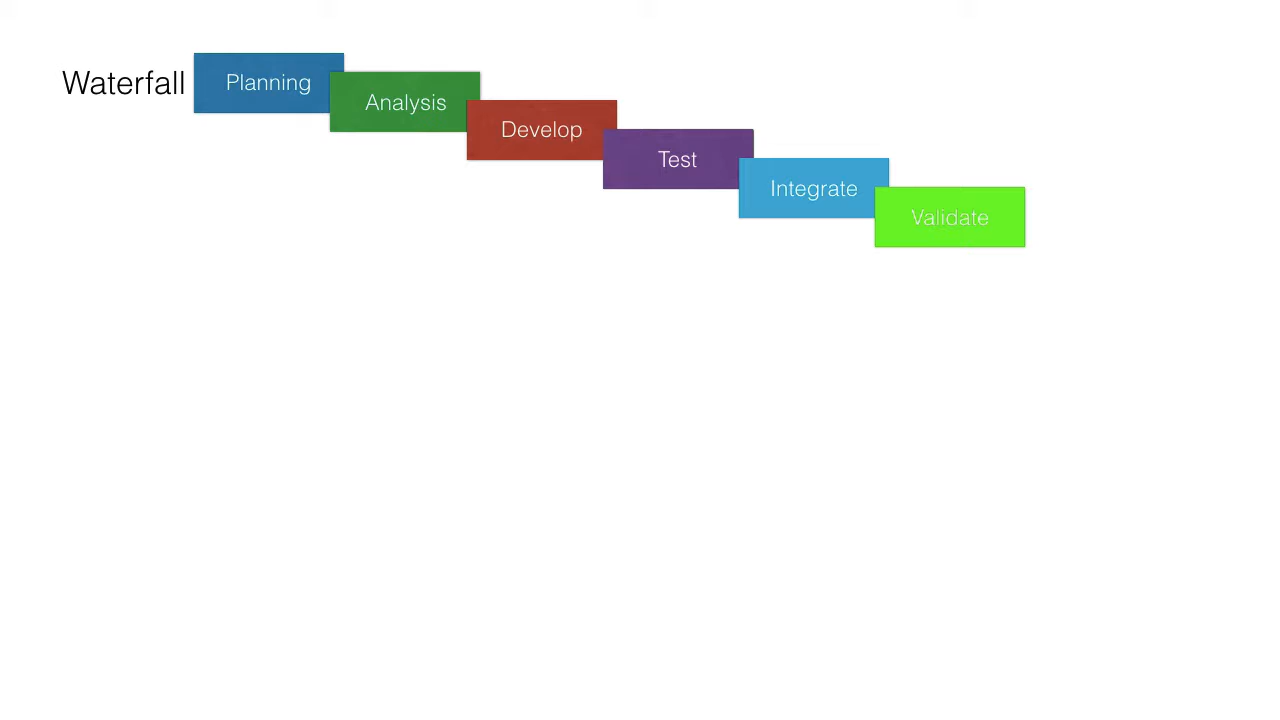 Waterfall
Planning
Analysis
Develop
Test
Integrate
Validate